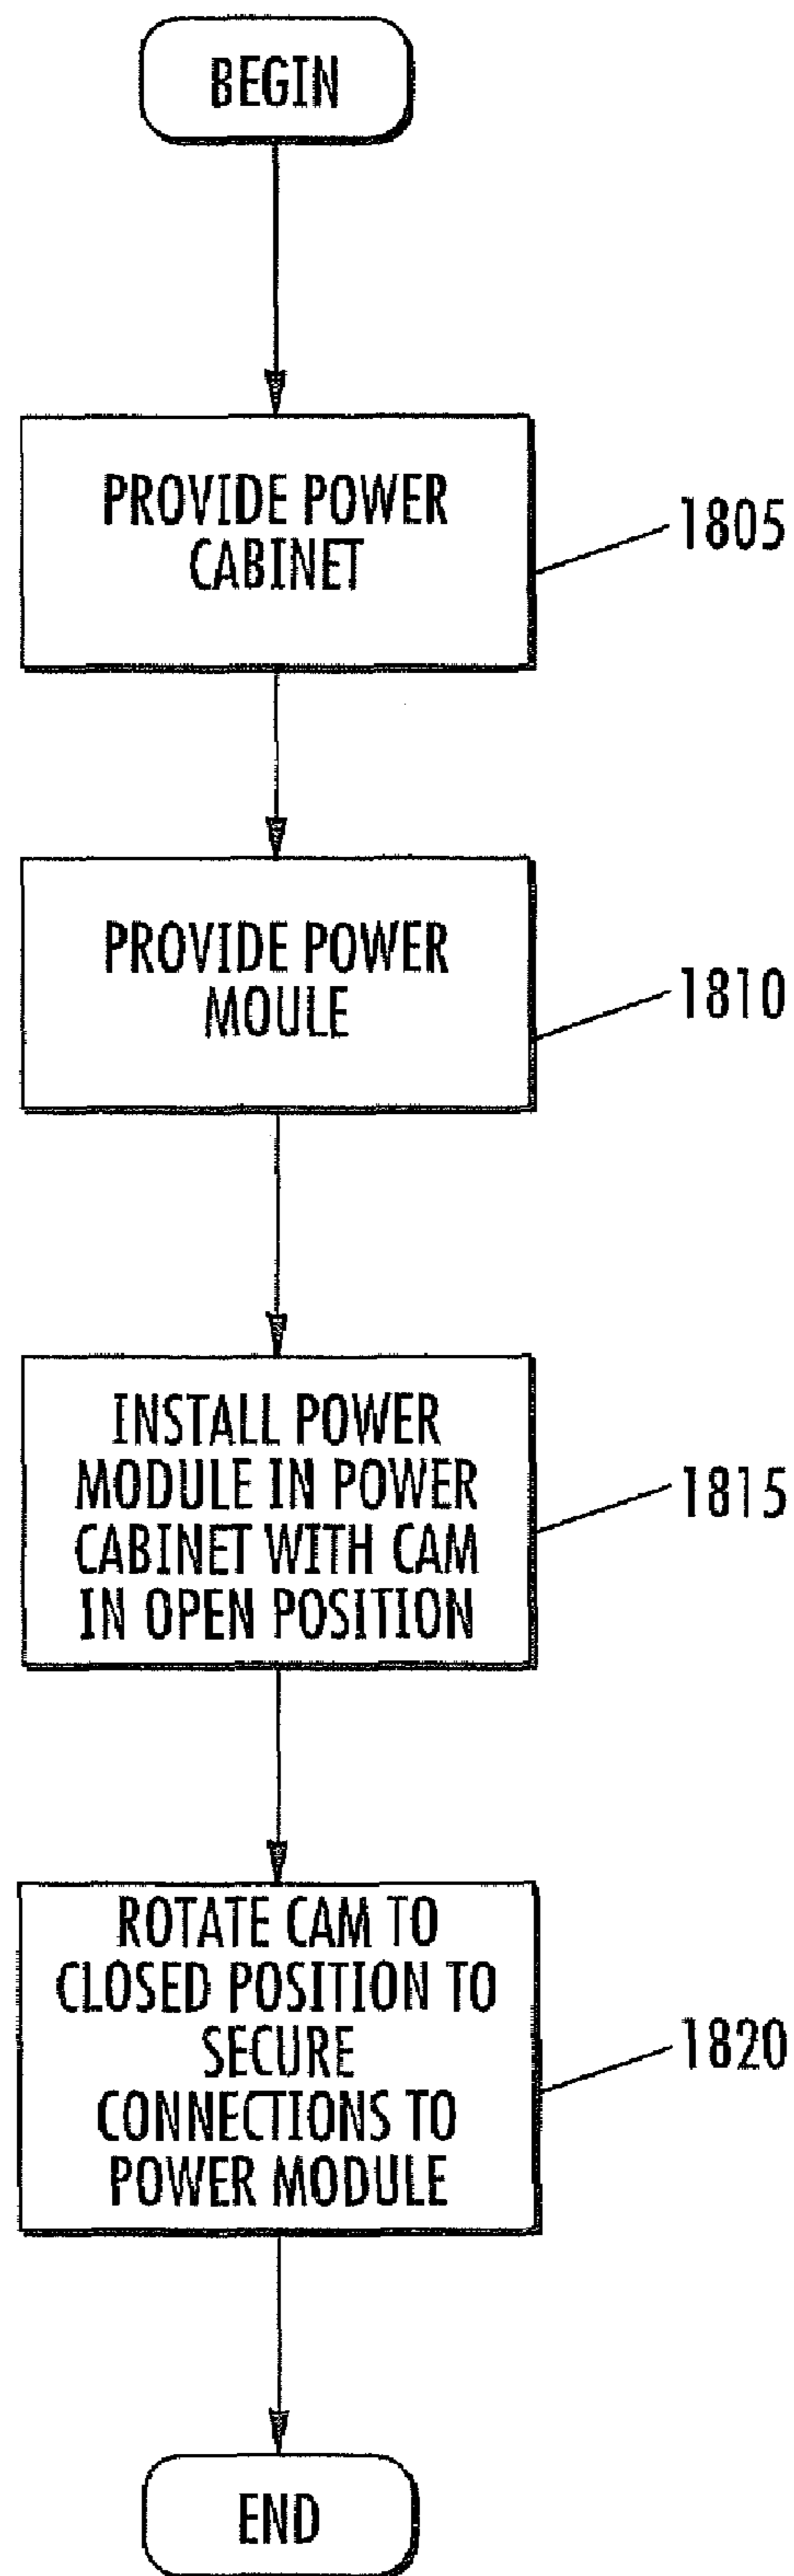 BEGIN
PROVIDE POWER
CABINET
1805
PROVIDE POWER
MOULE
1810
INSTALL POWER
MODULE IN POWER
CABINET WITH CAM
IN OPEN POSITION
1815
ROTATE CAM TO
CLOSED POSITION TO
SECURE
CONNECTIONS TO
POWER MODULE
1820
END